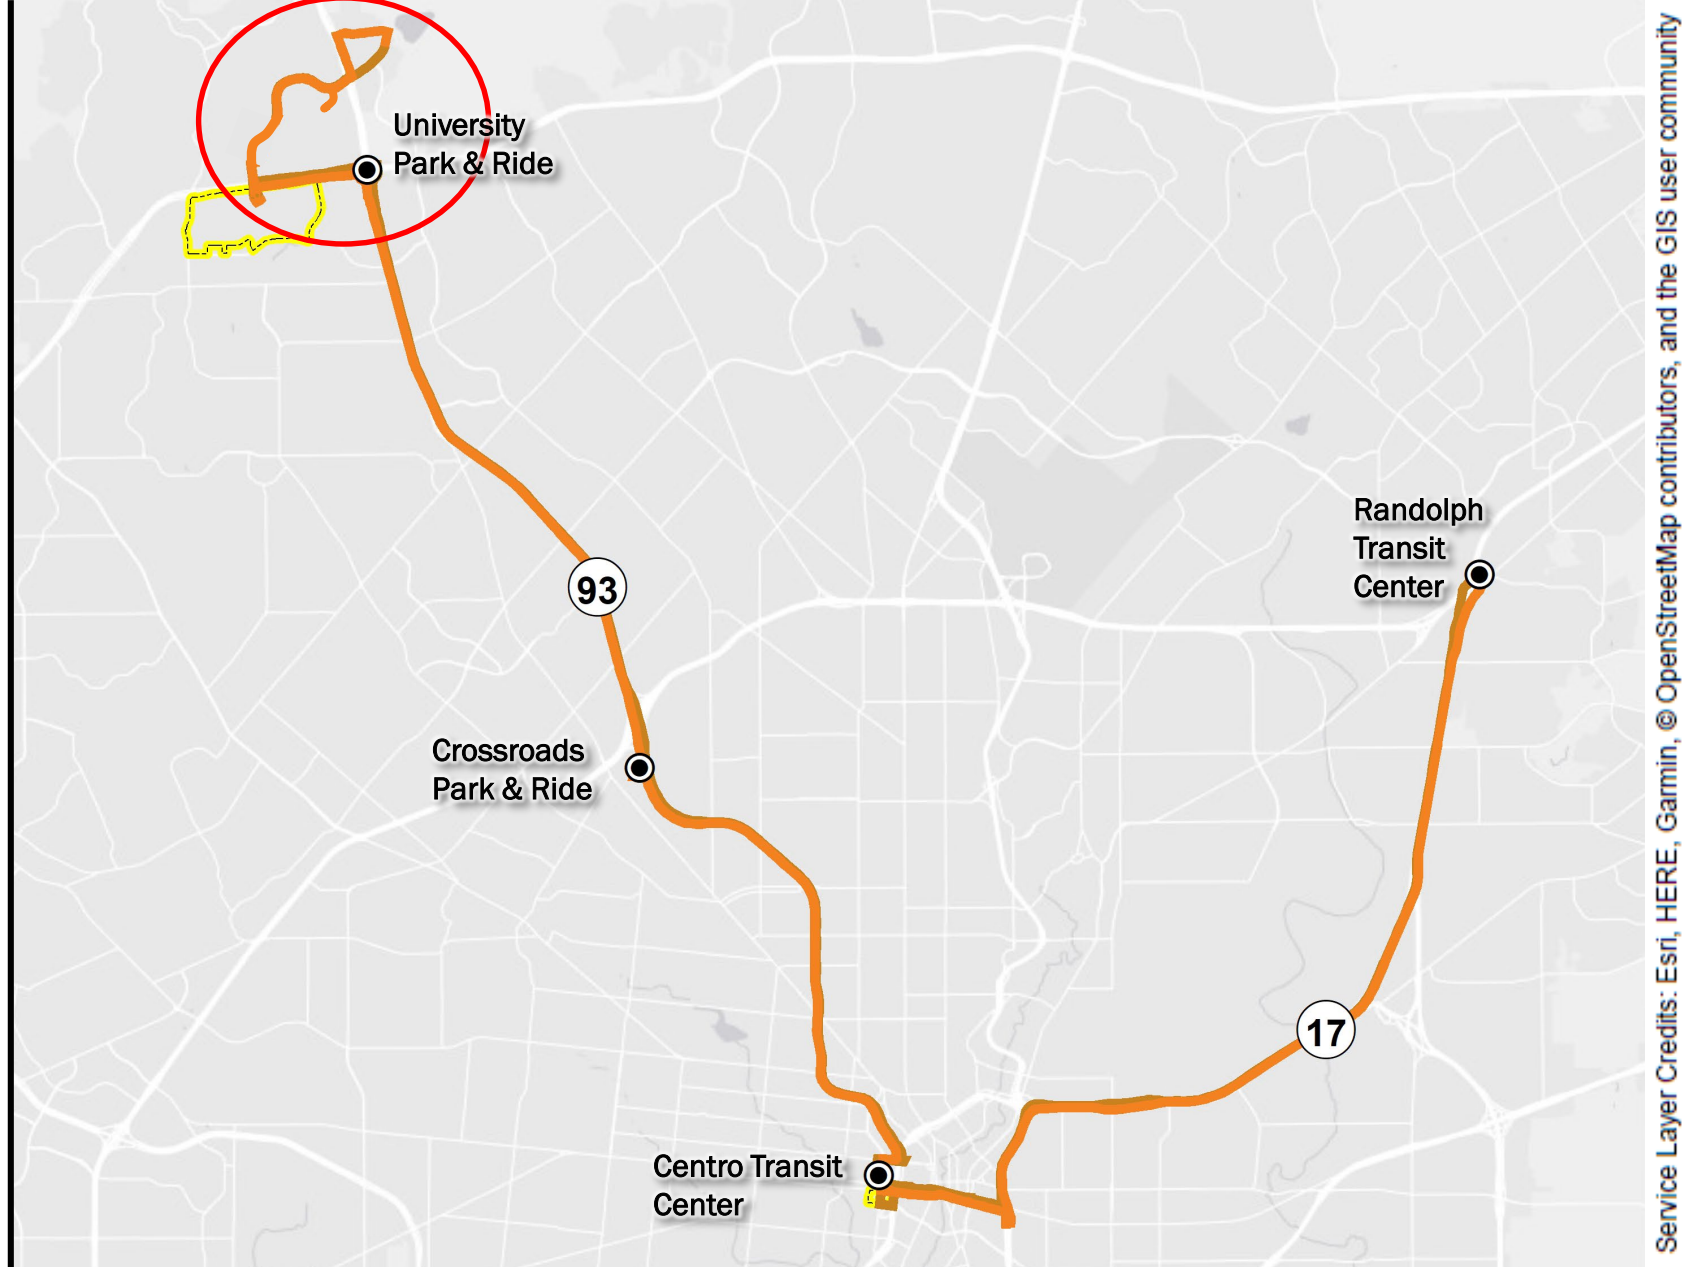 University
Park & Ride
Randolph
Transit
Center
93
Crossroads
Park & Ride
17
Centro Transit
Center
Service Layer Credits: Esri, HERE, Garmin, © OpenStreetMap contributors, and the GIS user community